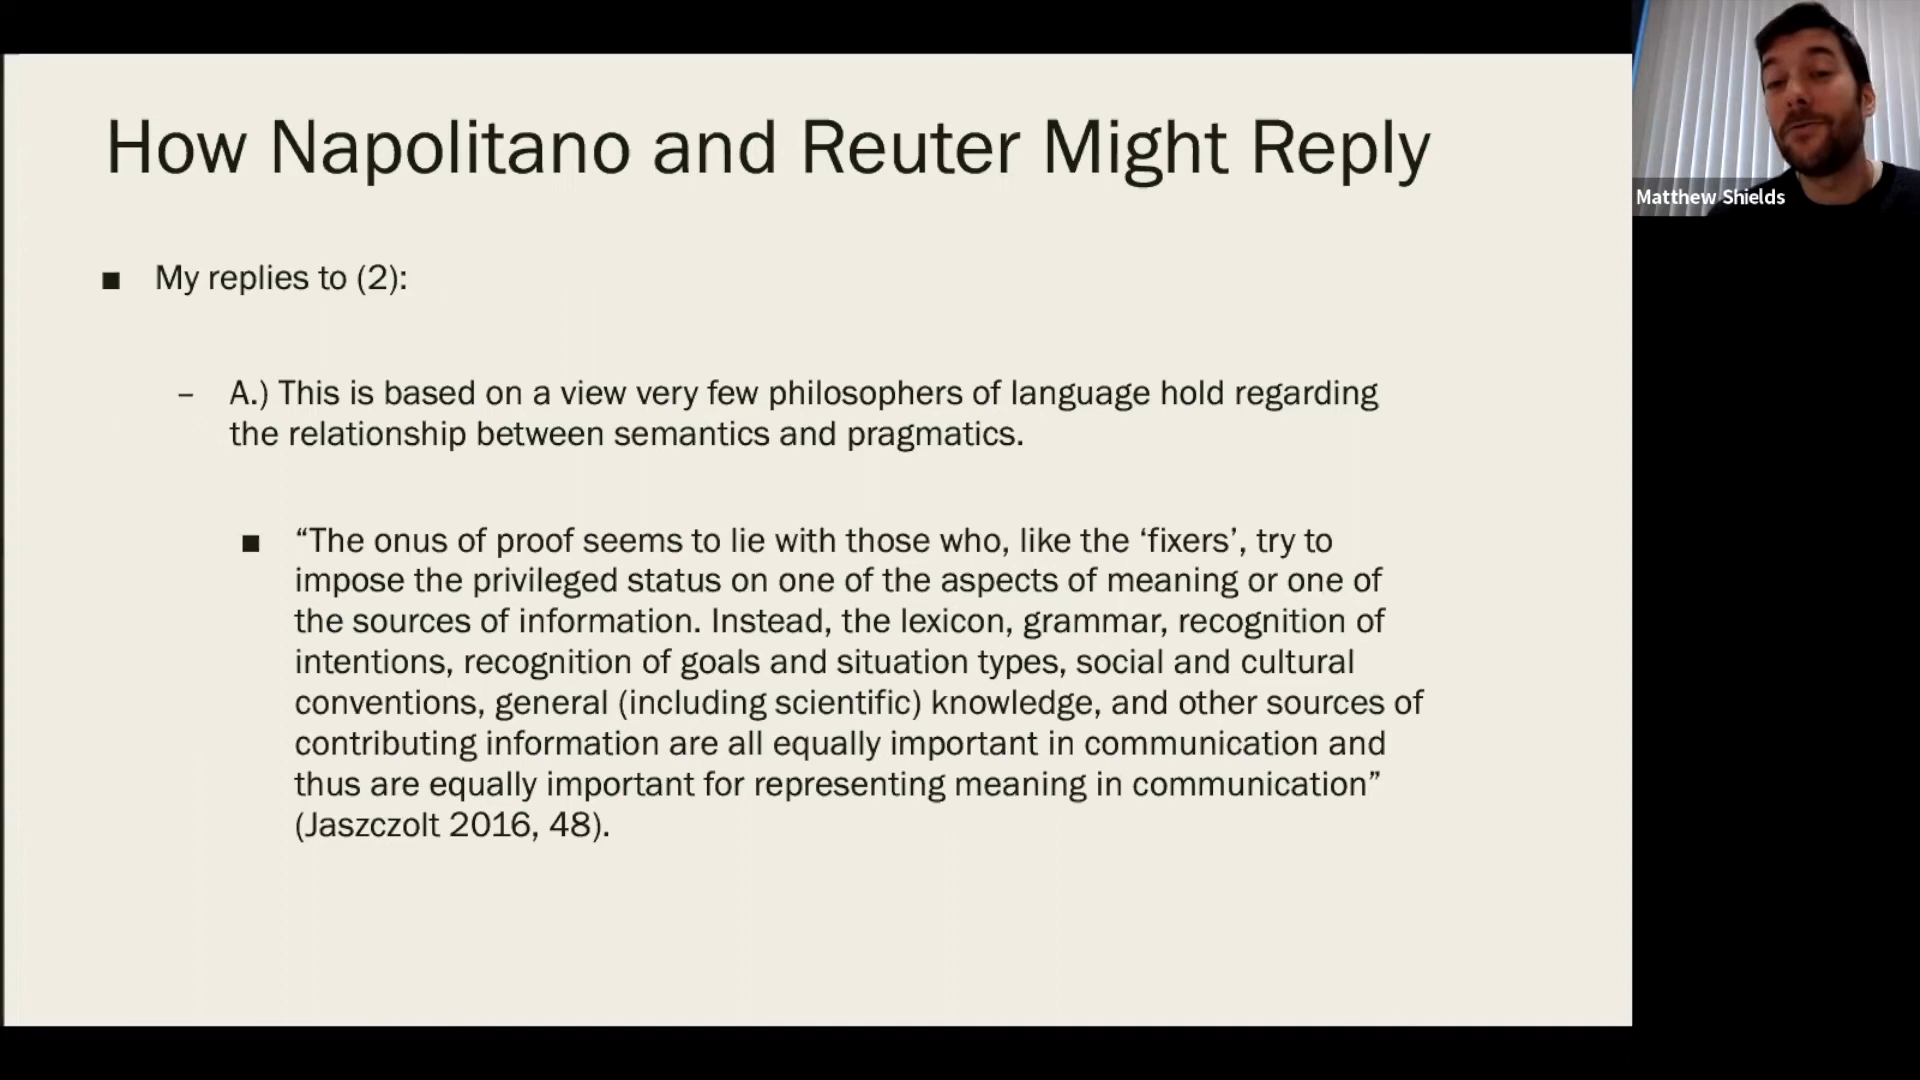 How Napolitano and Reuter Might Reply
■ My replies to (2):
– A.) This is based on a view very few philosophers of language hold regarding
the relationship between semantics and pragmatics.
■ “The onus of proof seems to lie with those who, like the ‘fixers’, try to
impose the privileged status on one of the aspects of meaning or one of
the sources of information. Instead, the lexicon, grammar, recognition of
intentions, recognition of goals and situation types, social and cultural
conventions, general (including scientific) knowledge, and other sources of
contributing information are all equally important in communication and
thus are equally important for representing meaning in communication”
(Jaszczolt 2016, 48).
Matthew Shields